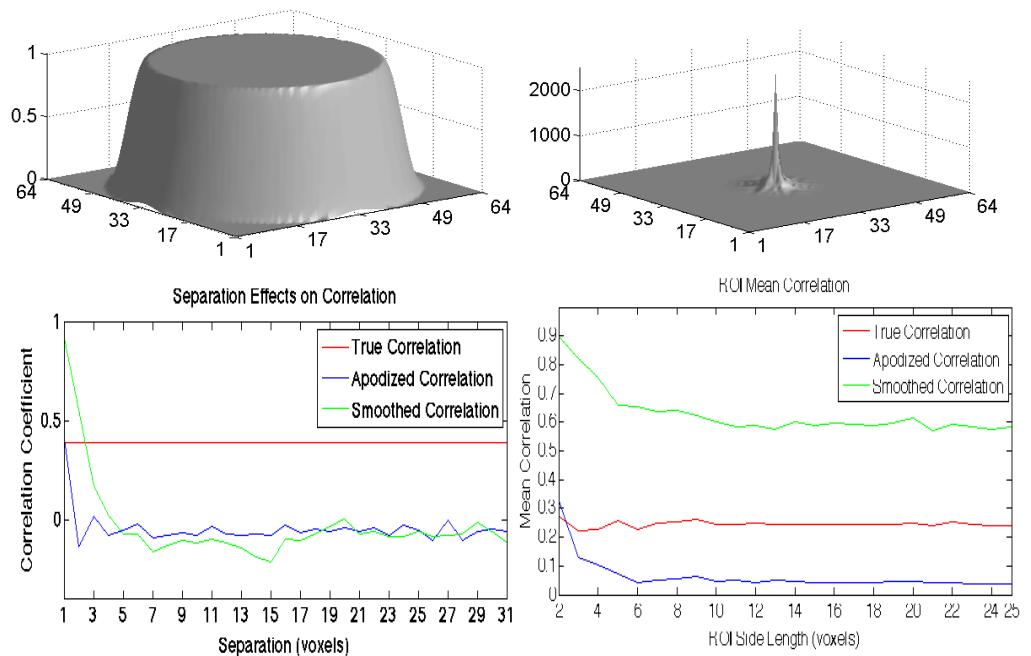 1
0.5
0
64
49
33
17
1
1
17
33
49
64
2000
1000
0
64
49
33
17
1
1
17
33
49
64
Separation Effects on Correlation
1
0.5
0
Correlation Coefficient
True Correlation
Apodized Correlation
Smoothed Correlation
1 3 5 7 9 11 13 15 17 19 21 23 25 27 29 31
Separation (voxels)
ROI Mean Correlation
0.9
0.8
0.7
0.6
0.5
0.4
0.3
0.2
0.1
0
Mean Correlation
True Correlation
Apodized Correlation
Smoothed Correlation
2 4 6 8 10 12 14 16 18 20 22 24 25
ROI Side Length (voxels)